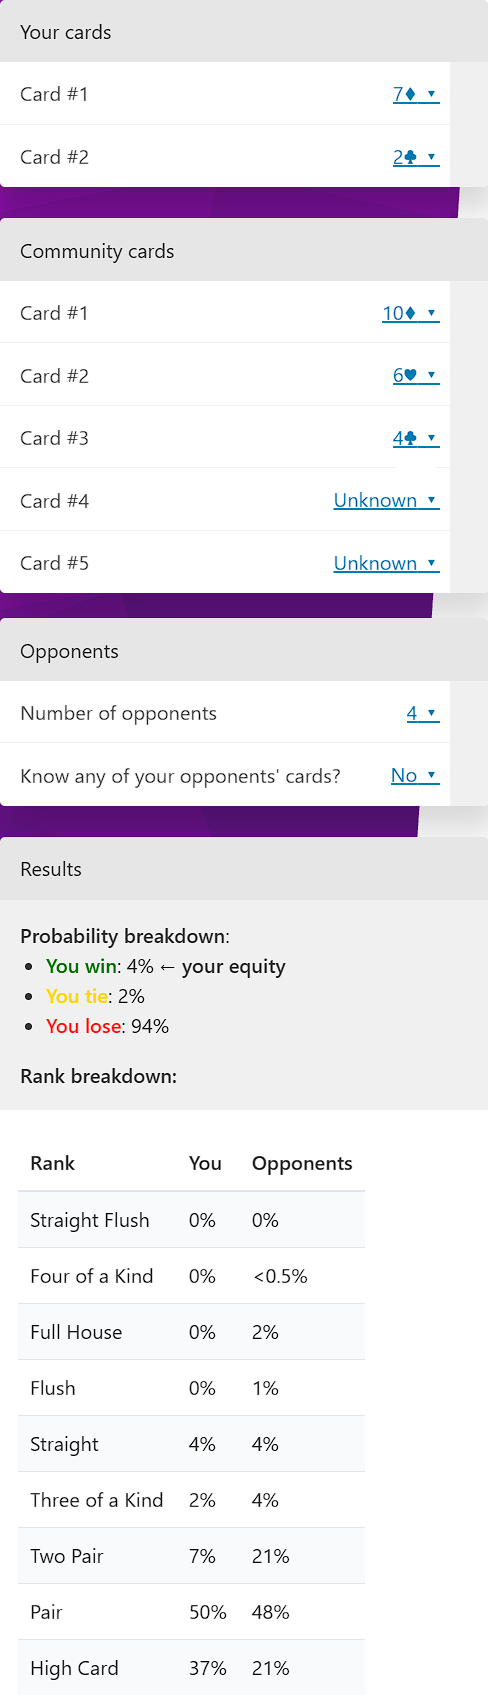 Your cards
Card #1 7♦ ▼
Card #2 2♣ ▼
Community cards
Card #1 10♦ ▼
Card #2 6♥ ▼
Card #3 4♣ ▼
Card #4 Unknown ▼
Card #5 Unknown ▼
Opponents
Number of opponents 4 ▼
Know any of your opponents' cards? No ▼
Results
Probability breakdown:
• You win: 4% ← your equity
• You tie: 2%
• You lose: 94%
Rank breakdown:
Rank You Opponents
Straight Flush 0% 0%
Four of a Kind 0% <0.5%
Full House 0% 2%
Flush 0% 1%
Straight 4% 4%
Three of a Kind 2% 4%
Two Pair 7% 21%
Pair 50% 48%
High Card 37% 21%